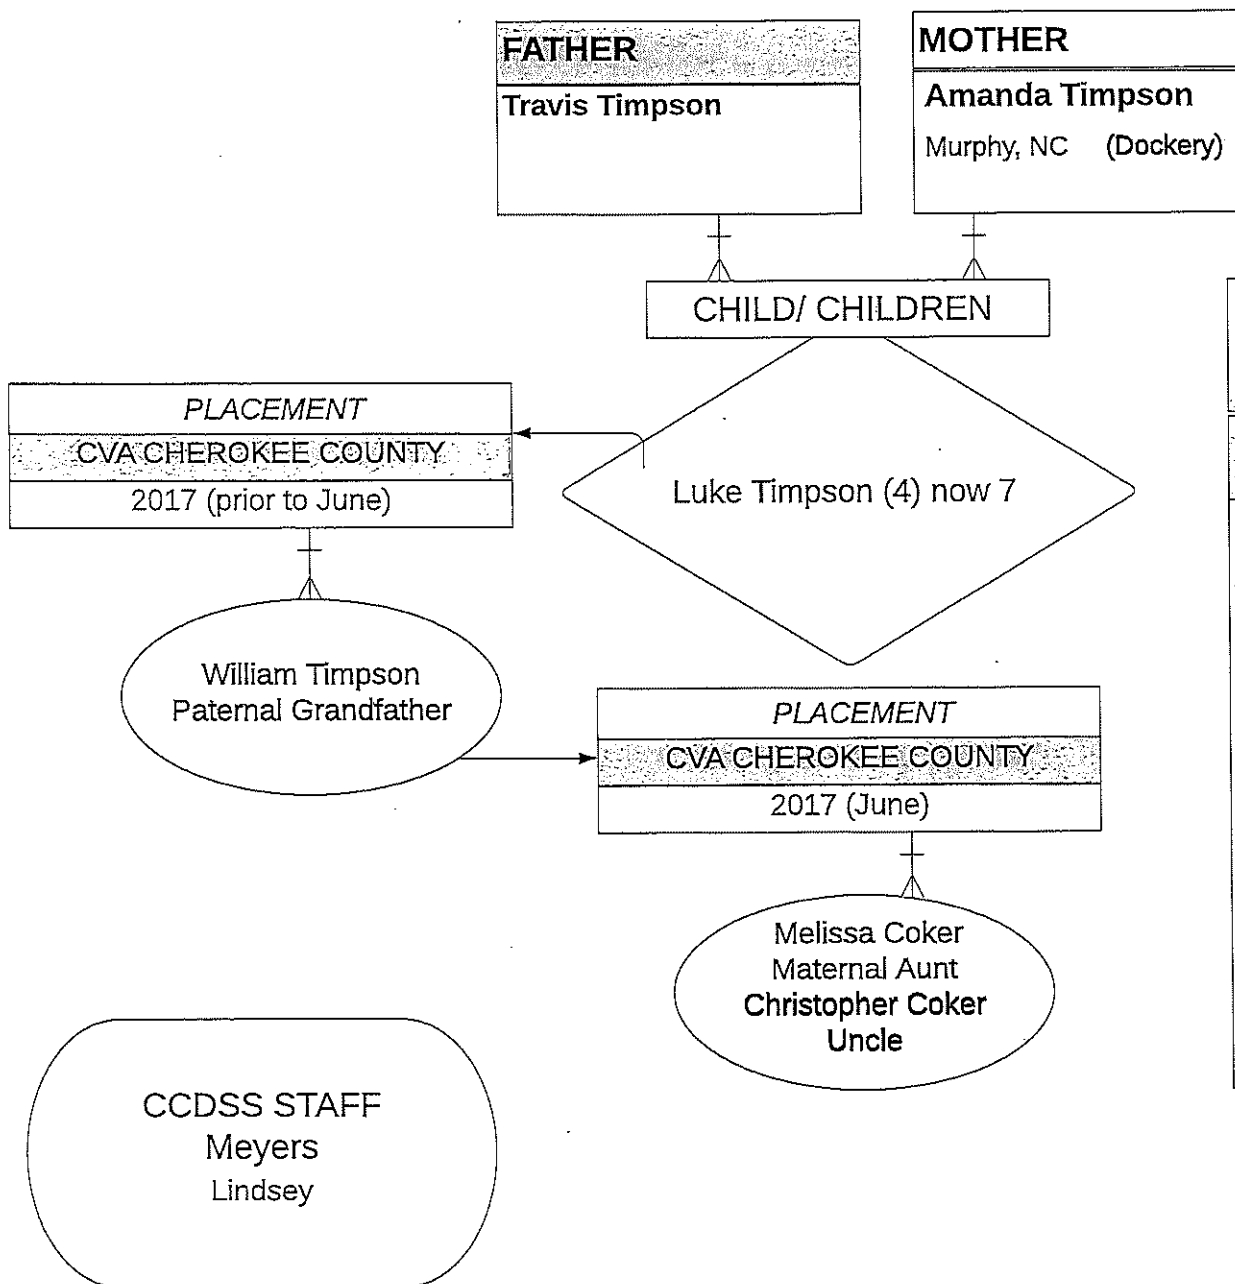 FATHER
Travis Timpson
MOTHER
Amanda Timpson
Murphy, NC (Dockery)
CHILD/ CHILDREN
Luke Timpson (4) now 7
PLACEMENT
CVA CHEROKEE COUNTY
2017 (prior to June)
William Timpson
Paternal Grandfather
PLACEMENT
CVA CHEROKEE COUNTY
2017 (June)
Melissa Coker
Maternal Aunt
Christopher Coker
Uncle
CCDSS STAFF
Meyers
Lindsey